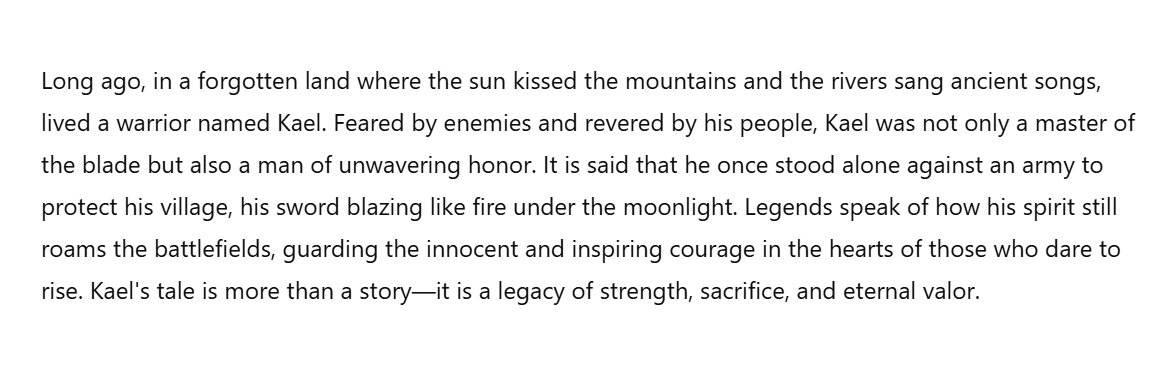 Long ago, in a forgotten land where the sun kissed the mountains and the rivers sang ancient songs,
lived a warrior named Kael. Feared by enemies and revered by his people, Kael was not only a master of
the blade but also a man of unwavering honor. It is said that he once stood alone against an army to
protect his village, his sword blazing like fire under the moonlight. Legends speak of how his spirit still
roams the battlefields, guarding the innocent and inspiring courage in the hearts of those who dare to
rise. Kael's tale is more than a story—it is a legacy of strength, sacrifice, and eternal valor.